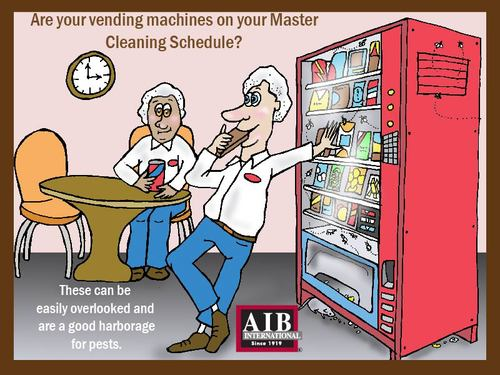 Are your vending machines on your Master
Cleaning Schedule?
These can be
easily overlooked and
are a good harborage
for pests.
AIB
INTERNATIONAL
Since 1919